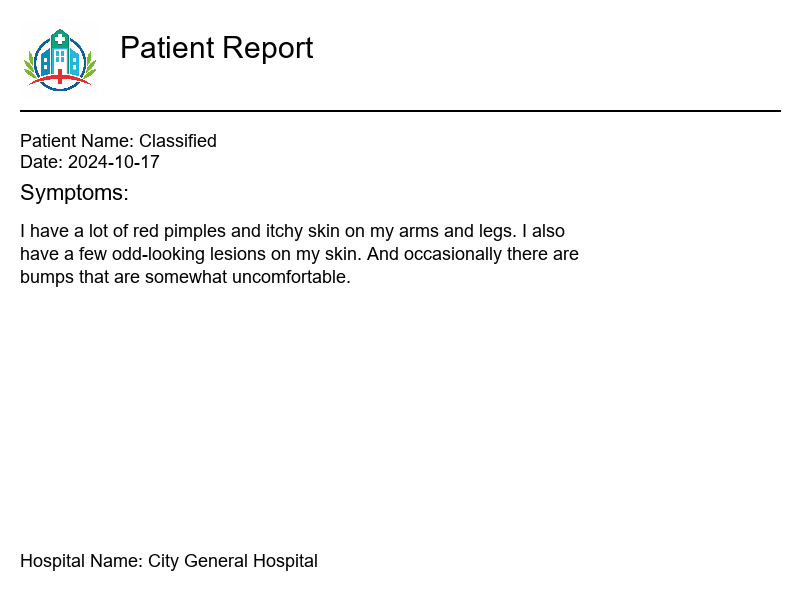 Patient Report
Patient Name: Classified
Date: 2024-10-17
Symptoms:
I have a lot of red pimples and itchy skin on my arms and legs. I also
have a few odd-looking lesions on my skin. And occasionally there are
bumps that are somewhat uncomfortable.
Hospital Name: City General Hospital